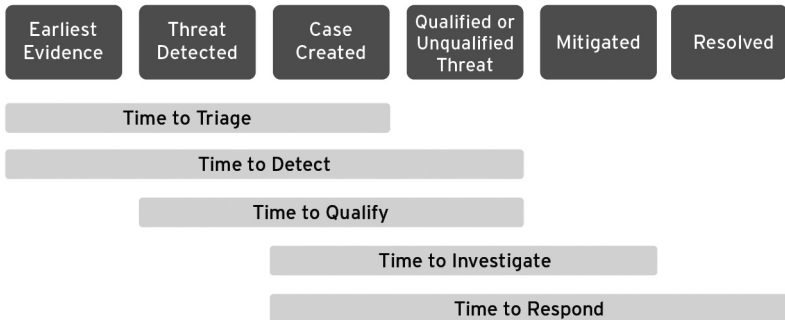 Earliest
Evidence
Threat
Detected
Case
Created
Qualified or
Unqualified
Threat
Mitigated
Resolved
Time to Triage
Time to Detect
Time to Qualify
Time to Investigate
Time to Respond